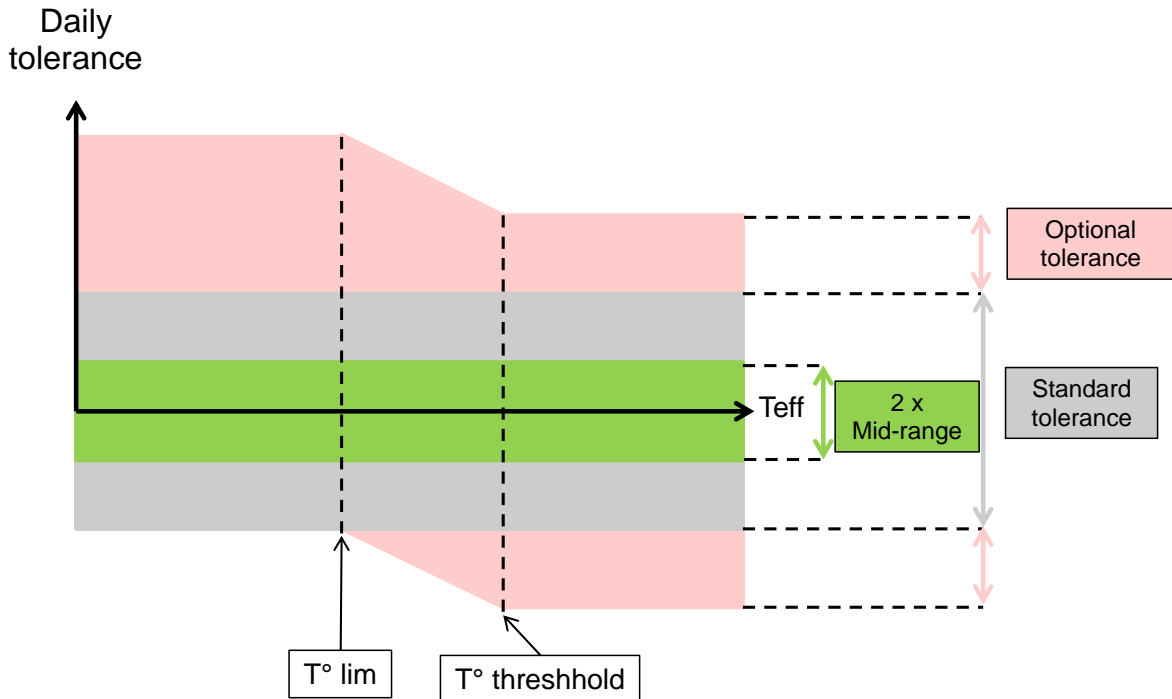 Daily
tolerance
Optional
tolerance
Teff
2 x
Mid-range
Standard
tolerance
T° lim
T° threshhold